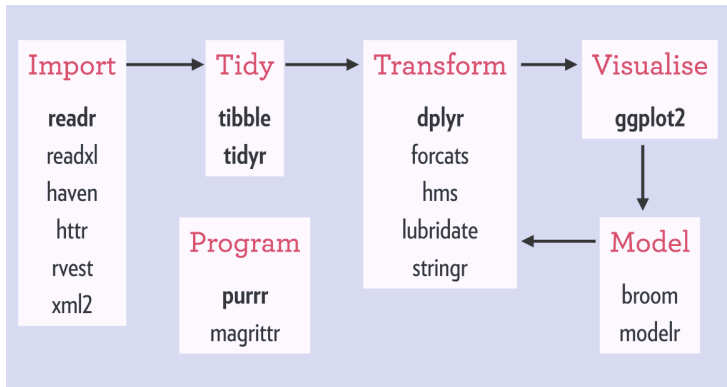 Import
readr
readxl
haven
httr
rvest
xml2
Tidy
tibble
tidyr
Program
purrr
magrittr
Transform
dplyr
forcats
hms
lubridate
stringr
Visualise
ggplot2
Model
broom
modelr